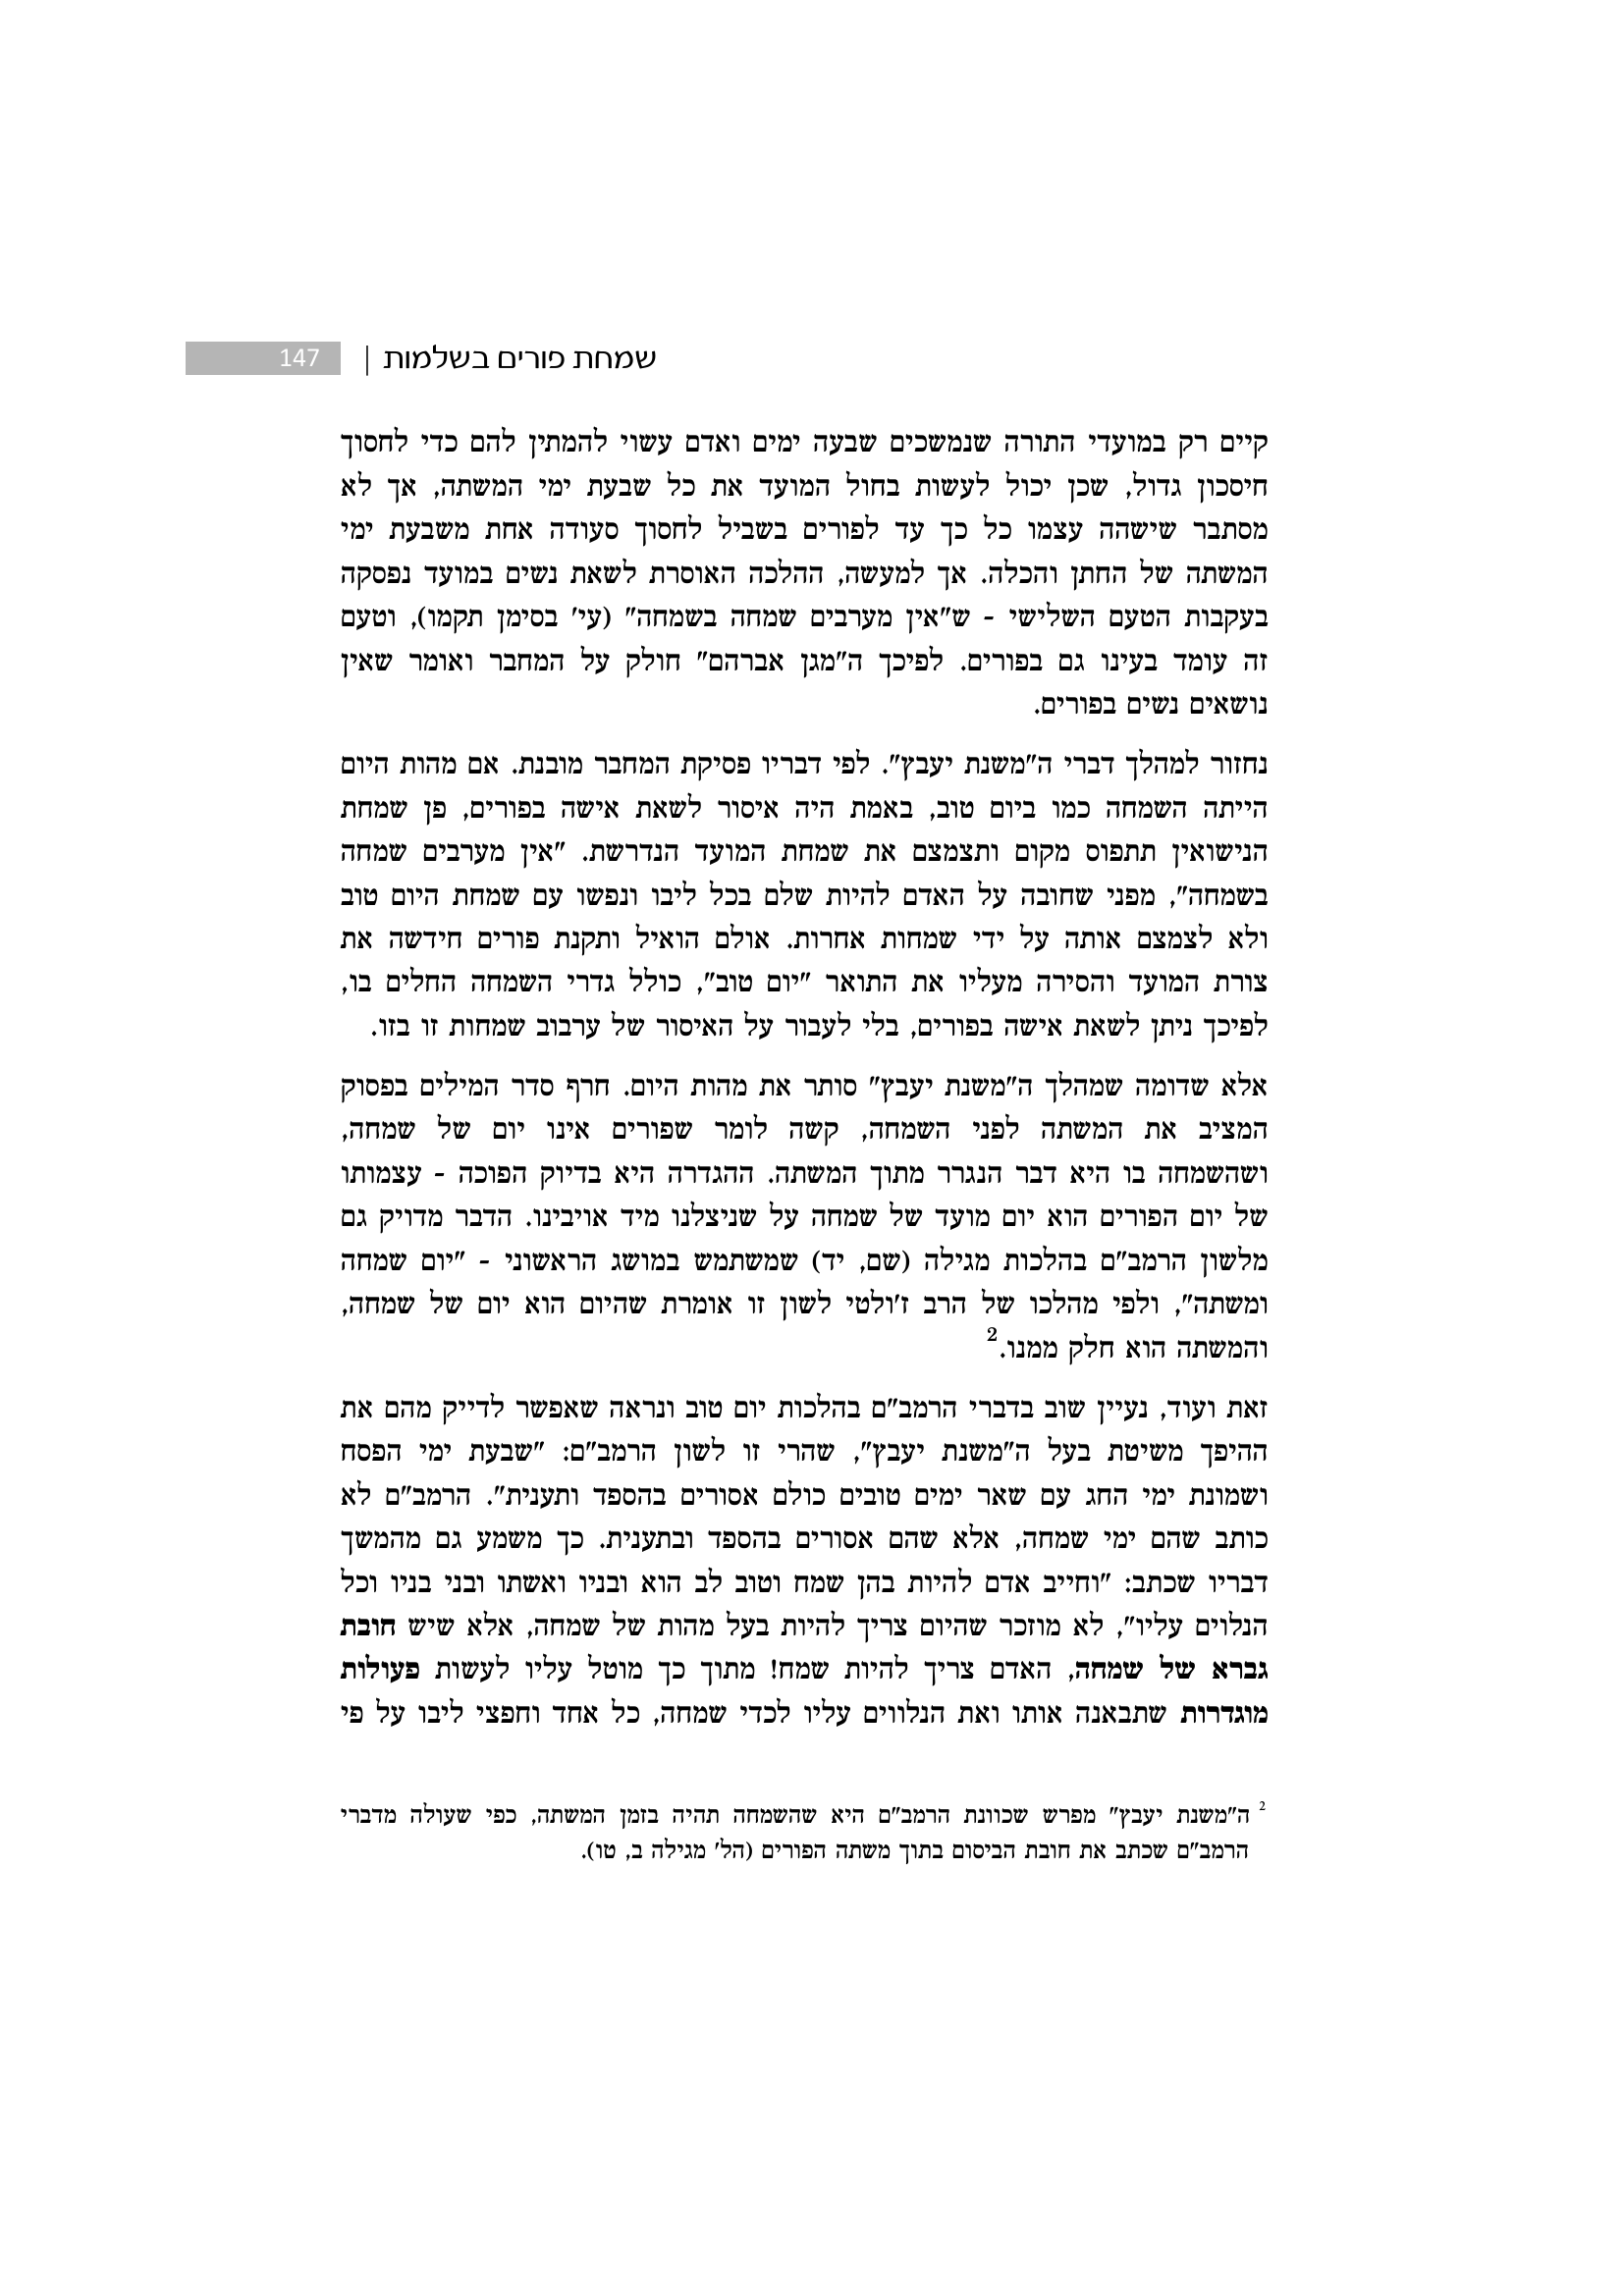 שמחת פורים בשלמות | 147
קיים רק במועדי התורה שנמשכים שבעה ימים ואדם עשוי להמתין להם כדי לחסוך
חיסכון גדול, שכן יכול לעשות בחול המועד את כל שבעת ימי המשתה, אך לא
מסתבר שישהה עצמו כל כך עד לפורים בשביל לחסוך סעודה אחת משבעת ימי
המשתה של החתן והכלה. אך למעשה, ההלכה האוסרת לשאת נשים במועד נפסקה
בעקבות הטעם השלישי - ש"אין מערבים שמחה בשמחה" (עי' בסימן תקמו), וטעם
זה עומד בעינו גם בפורים. לפיכך ה"מגן אברהם" חולק על המחבר ואומר שאין
נושאים נשים בפורים.
נחזור למהלך דברי ה"משנת יעבץ". לפי דבריו פסיקת המחבר מובנת. אם מהות היום
הייתה השמחה כמו ביום טוב, באמת היה איסור לשאת אישה בפורים, פן שמחת
הנישואין תתפוס מקום ותצמצם את שמחת המועד הנדרשת. "אין מערבים שמחה
בשמחה", מפני שחובה על האדם להיות שלם בכל ליבו ונפשו עם שמחת היום טוב
ולא לצמצם אותה על ידי שמחות אחרות. אולם הואיל ותקנת פורים חידשה את
צורת המועד והסירה מעליו את התואר "יום טוב", כולל גדרי השמחה החלים בו,
לפיכך ניתן לשאת אישה בפורים, בלי לעבור על האיסור של ערבוב שמחות זו בזו.
אלא שדומה שמהלך ה"משנת יעבץ" סותר את מהות היום. חרף סדר המילים בפסוק
המציב את המשתה לפני השמחה, קשה לומר שפורים אינו יום של שמחה,
ושהשמחה בו היא דבר הנגרר מתוך המשתה. ההגדרה היא בדיוק הפוכה - עצמותו
של יום הפורים הוא יום מועד של שמחה על שניצלנו מיד אויבינו. הדבר מדויק גם
מלשון הרמב"ם בהלכות מגילה (שם, יד) שמשתמש במושג הראשוני - "יום שמחה
ומשתה", ולפי מהלכו של הרב ז'ולטי לשון זו אומרת שהיום הוא יום של שמחה,
והמשתה הוא חלק ממנו.2
זאת ועוד, נעיין שוב בדברי הרמב"ם בהלכות יום טוב ונראה שאפשר לדייק מהם את
ההיפך משיטת בעל ה"משנת יעבץ", שהרי זו לשון הרמב"ם: "שבעת ימי הפסח
ושמונת ימי החג עם שאר ימים טובים כולם אסורים בהספד ותענית". הרמב"ם לא
כותב שהם ימי שמחה, אלא שהם אסורים בהספד ובתענית. כך משמע גם מהמשך
דבריו שכתב: "וחייב אדם להיות בהן שמח וטוב לב הוא ובניו ואשתו ובני בניו וכל
הנלוים עליו", לא מוזכר שהיום צריך להיות בעל מהות של שמחה, אלא שיש חובת
גברא של שמחה, האדם צריך להיות שמח! מתוך כך מוטל עליו לעשות פעולות
מוגדרות שתבאנה אותו ואת הנלווים עליו לכדי שמחה, כל אחד וחפצי ליבו על פי
2 ה"משנת יעבץ" מפרש שכוונת הרמב"ם היא שהשמחה תהיה בזמן המשתה, כפי שעולה מדברי
הרמב"ם שכתב את חובת הביסום בתוך משתה הפורים (הל' מגילה ב, טו).